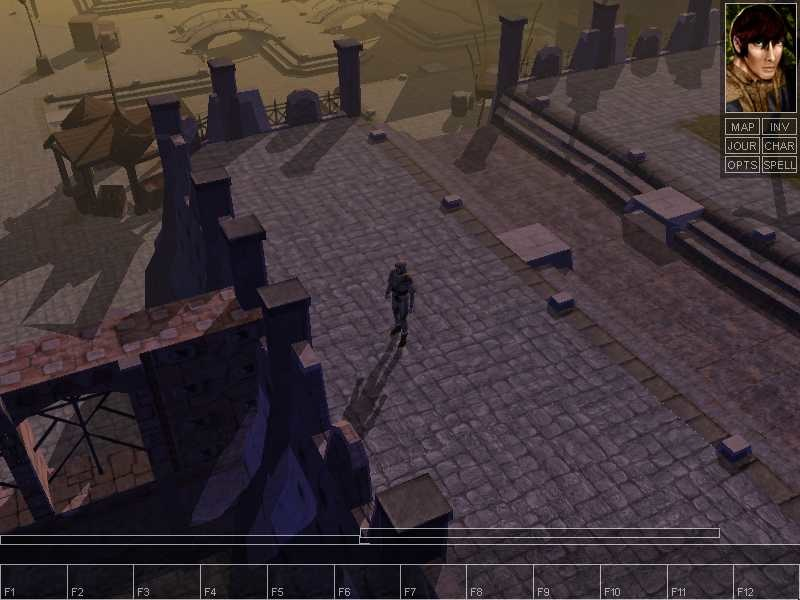 MAP INV
JOUR CHAR
OPTS SPELL
F1 F2 F3 F4 F5 F6 F7 F8 F9 F10 F11 F12